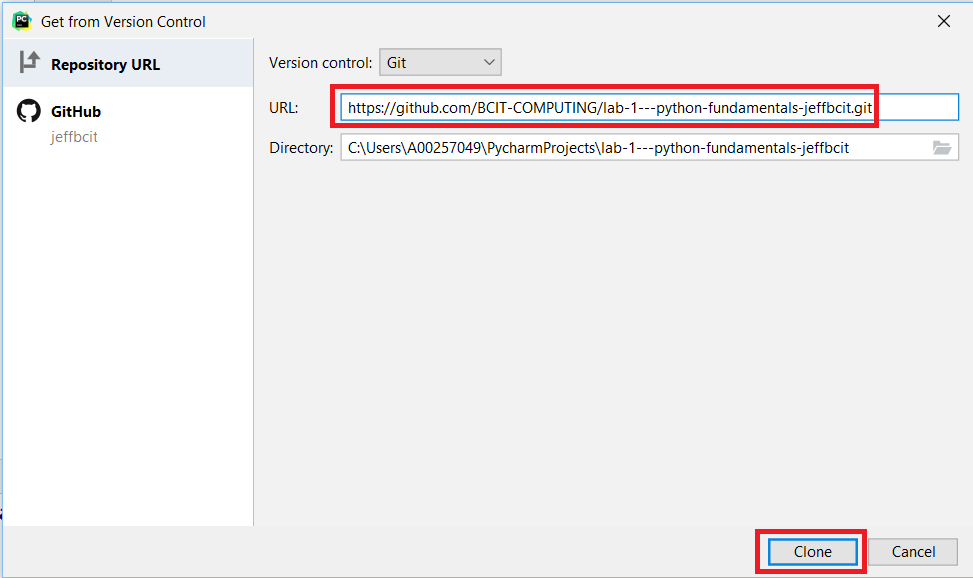 PC
Get from Version Control
Repository URL
GitHub
jeffbcit
Version control: Git
URL: https://github.com/BCIT-COMPUTING/lab-1---python-fundamentals-jeffbcit.git
Directory: C:\Users\A00257049\PycharmProjects\lab-1---python-fundamentals-jeffbcit
Clone Cancel